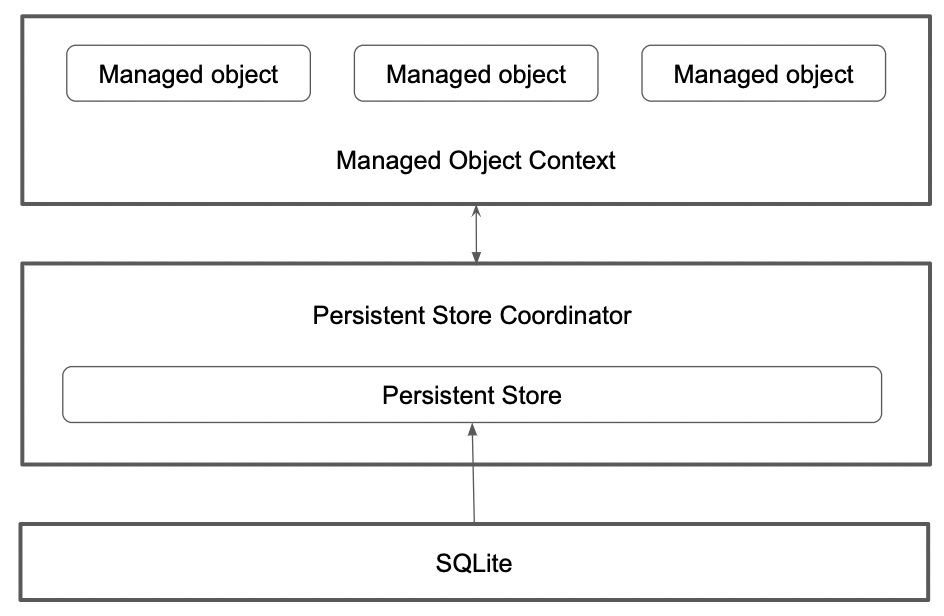 Managed object
Managed object
Managed object
Managed Object Context
Persistent Store Coordinator
Persistent Store
SQLite